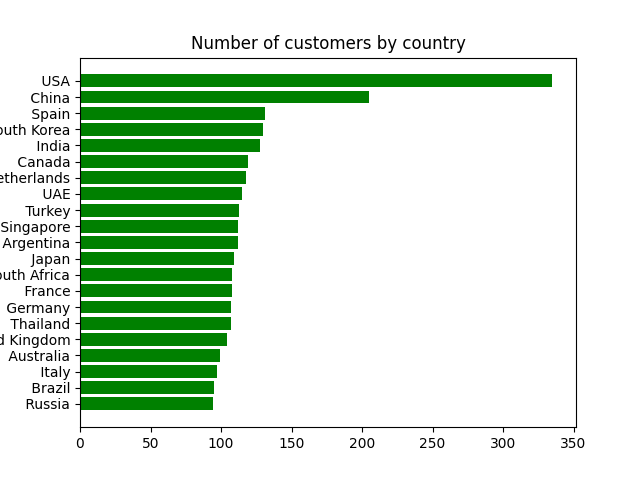 Number of customers by country
USA
China
Spain
outh Korea
India
Canada
etherlands
UAE
Turkey
Singapore
Argentina
Japan
outh Africa
France
Germany
Thailand
d Kingdom
Australia
Italy
Brazil
Russia
0 50 100 150 200 250 300 350